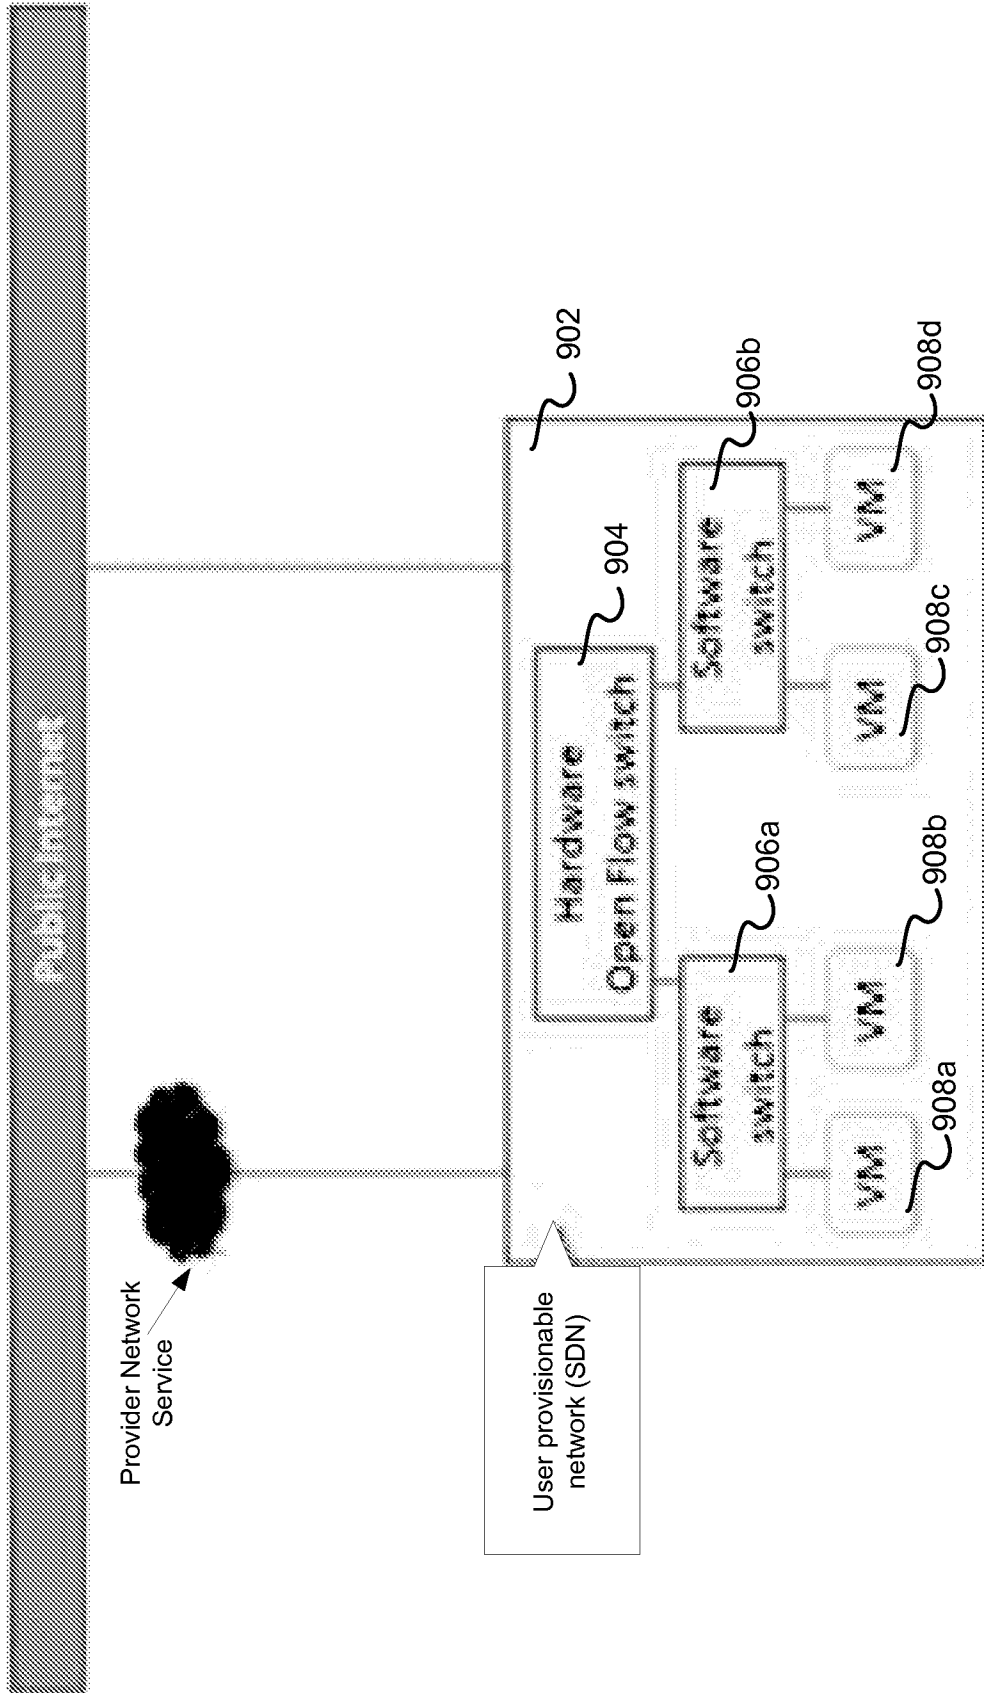 Public Internet
Provider Network
Service
User provisionable
network (SDN)
902
Hardware
Open Flow switch
904
Software
switch
906a
Software
switch
906b
VM
908a
VM
908b
VM
908c
VM
908d